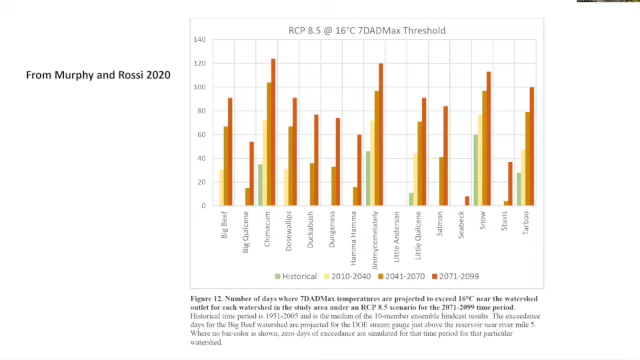 From Murphy and Rossi 2020
RCP 8.5 @ 16°C 7DADMax Threshold
140
120
100
80
60
40
20
0
Big Beef
Big Quilcene
Chimacum
Dosewallips
Duckabush
Dungeness
Hamma Hamma
Jimmycomelately
Little Anderson
Little Quilcene
Salmon
Seabeck
Snow
Stavis
Tarboo
Historical 2010-2040 2041-2070 2071-2099
Figure 12. Number of days where 7DADMax temperatures are projected to exceed 16°C near the watershed
outlet for each watershed in the study area under an RCP 8.5 scenario for the 2071-2099 time period.
Historical time period is 1951-2005 and is the median of the 10-member ensemble hindcast results. The exceedance
days for the Big Beef watershed are projected for the DOE stream gauge just above the reservoir near river mile 5.
Where no bar-color is shown, zero days of exceedance are simulated for that time period for that particular
watershed.